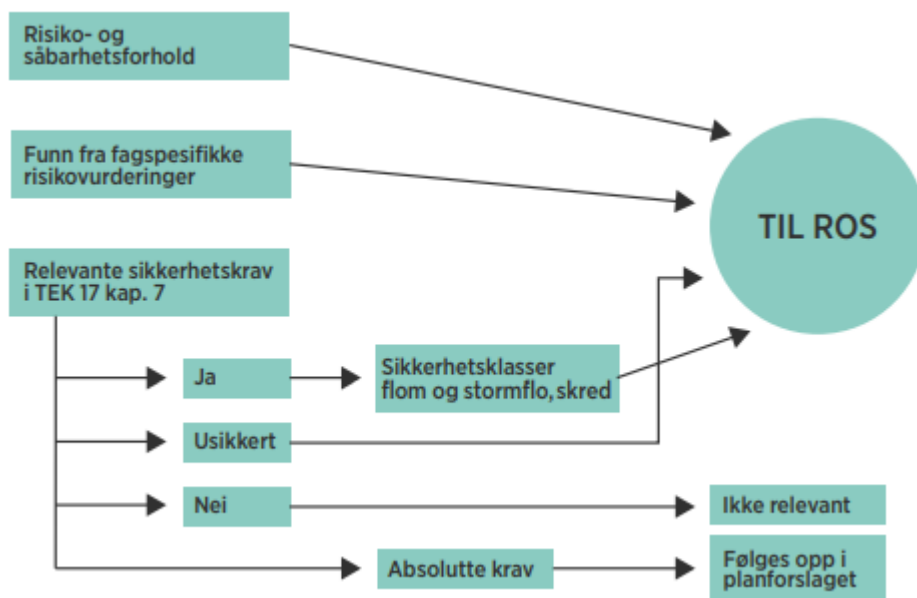 Risiko- og
såbarhetsforhold
Funn fra fagspesifikke
risikovurderinger
TIL ROS
Relevante sikkerhetskrav
i TEK 17 kap. 7
Ja
Sikkerhetsklasser
flom og stormflo, skred
Usikkert
Nei
Ikke relevant
Absolutte krav
Følges opp i
planforslaget